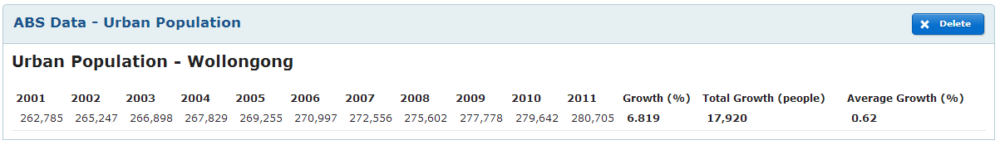 ABS Data - Urban Population
Delete
Urban Population - Wollongong
2001 2002 2003 2004 2005 2006 2007 2008 2009 2010 2011 Growth (%) Total Growth (people) Average Growth (%)
262,785 265,247 266,898 267,829 269,255 270,997 272,556 275,602 277,778 279,642 280,705 6.819 17,920 0.62